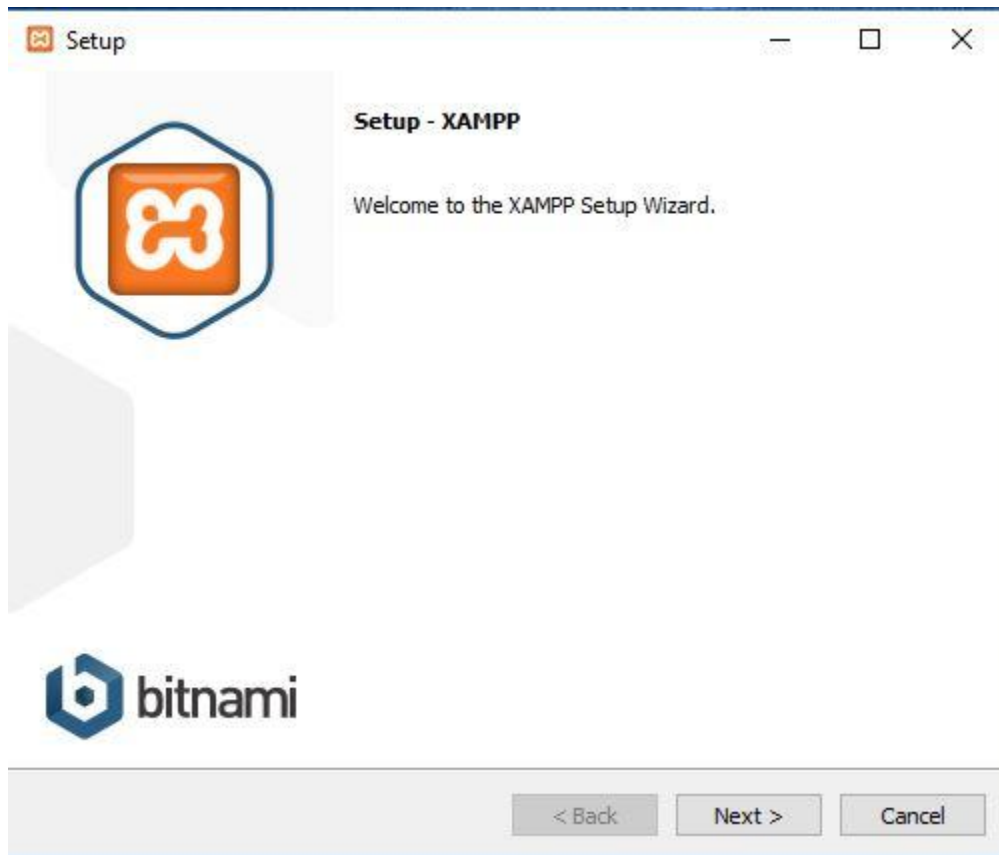 Setup
Setup - XAMPP
Welcome to the XAMPP Setup Wizard.
bitnami
< Back
Next >
Cancel